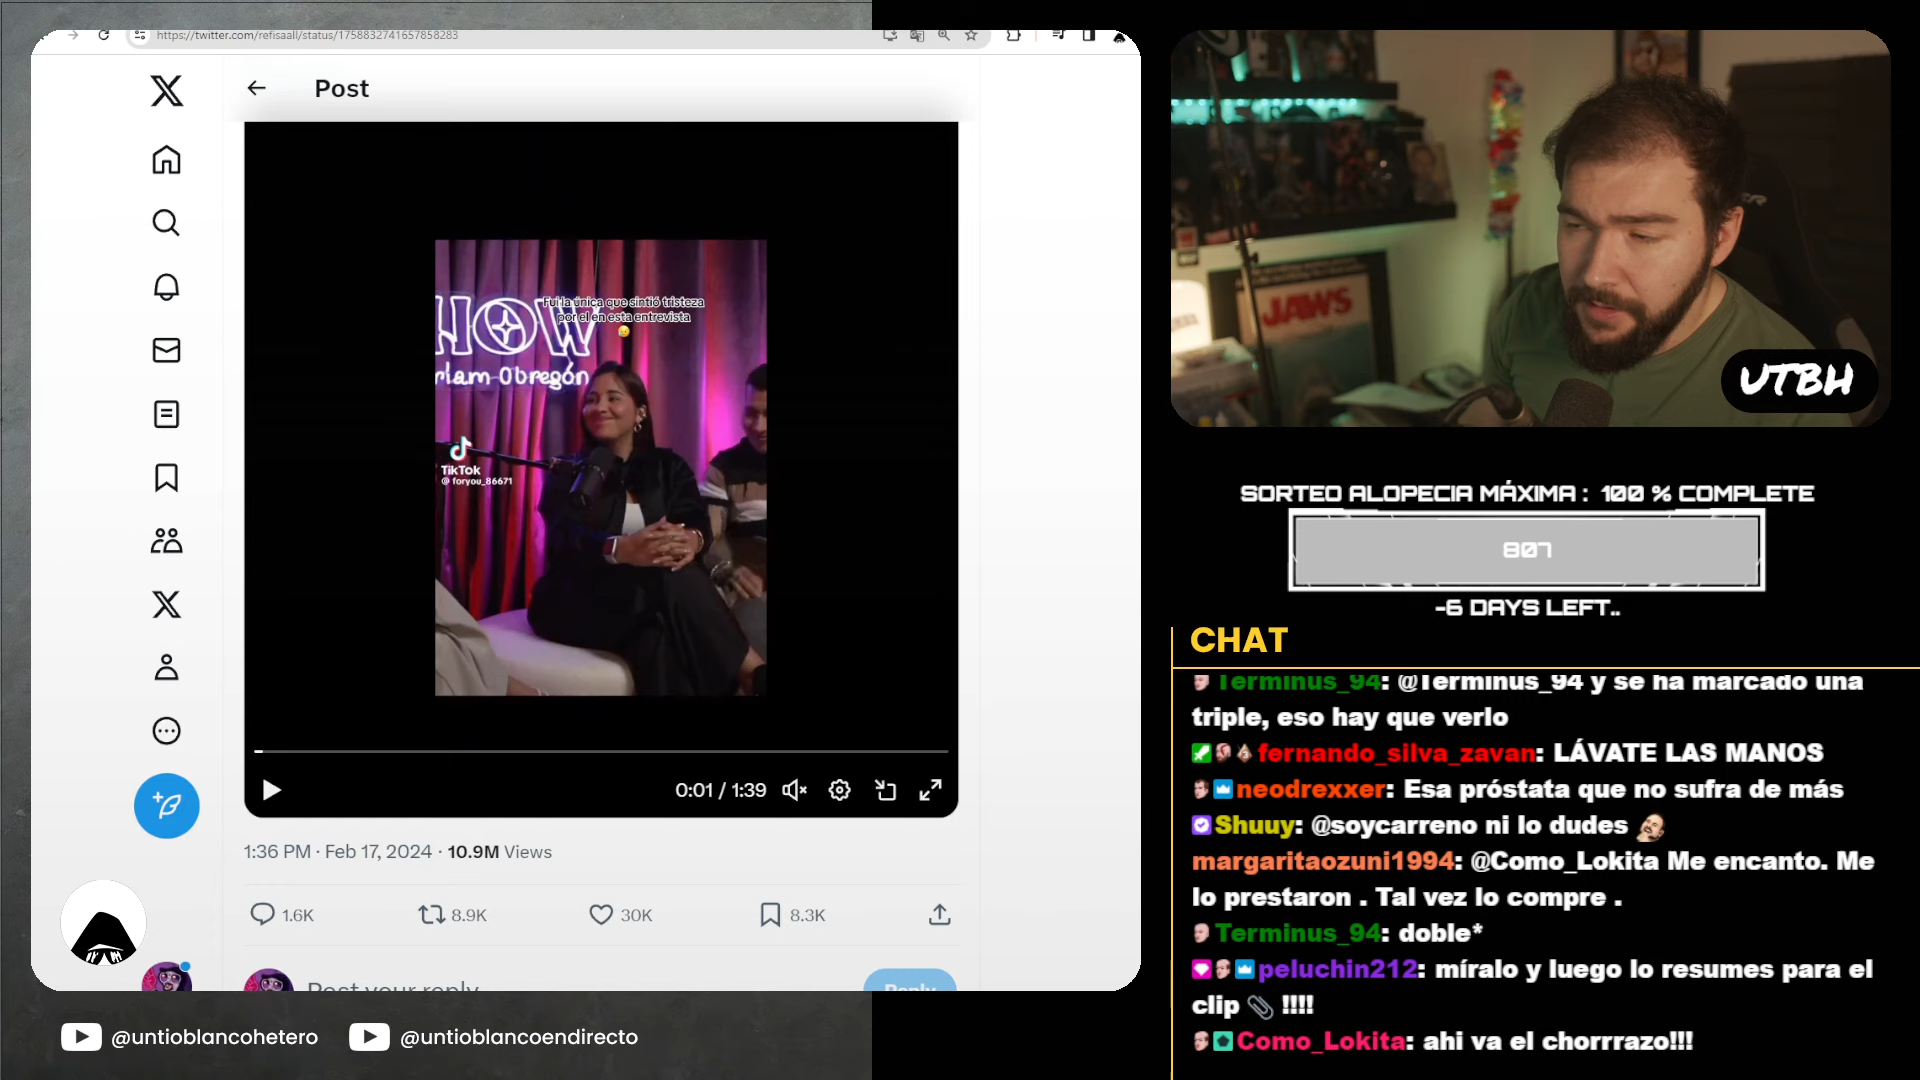 https://twitter.com/refisaall/status/1758832741657858283
Post
HOW
riam Obregón
Fui la única que sintió tristeza
por el en esta entrevista
TikTok
@ foryou_86671
0:01 / 1:39
1:36 PM · Feb 17, 2024 · 10.9M Views
1.6K
8.9K
30K
8.3K
Post your reply
Reply
@untioblancohetero
@untioblancoendirecto
JAWS
UTBH
SORTEO ALOPECIA MÁXIMA : 100 % COMPLETE
807
-6 DAYS LEFT..
CHAT
Terminus_94: @Terminus_94 y se ha marcado una
triple, eso hay que verlo
fernando_silva_zavan: LÁVATE LAS MANOS
neodrexxer: Esa próstata que no sufra de más
Shuuy: @soycarreno ni lo dudes
margaritaozuni1994: @Como_Lokita Me encanto. Me
lo prestaron . Tal vez lo compre .
Terminus_94: doble*
peluchin212: míralo y luego lo resumes para el
clip 📎 !!!!
Como_Lokita: ahi va el chorrrazo!!!